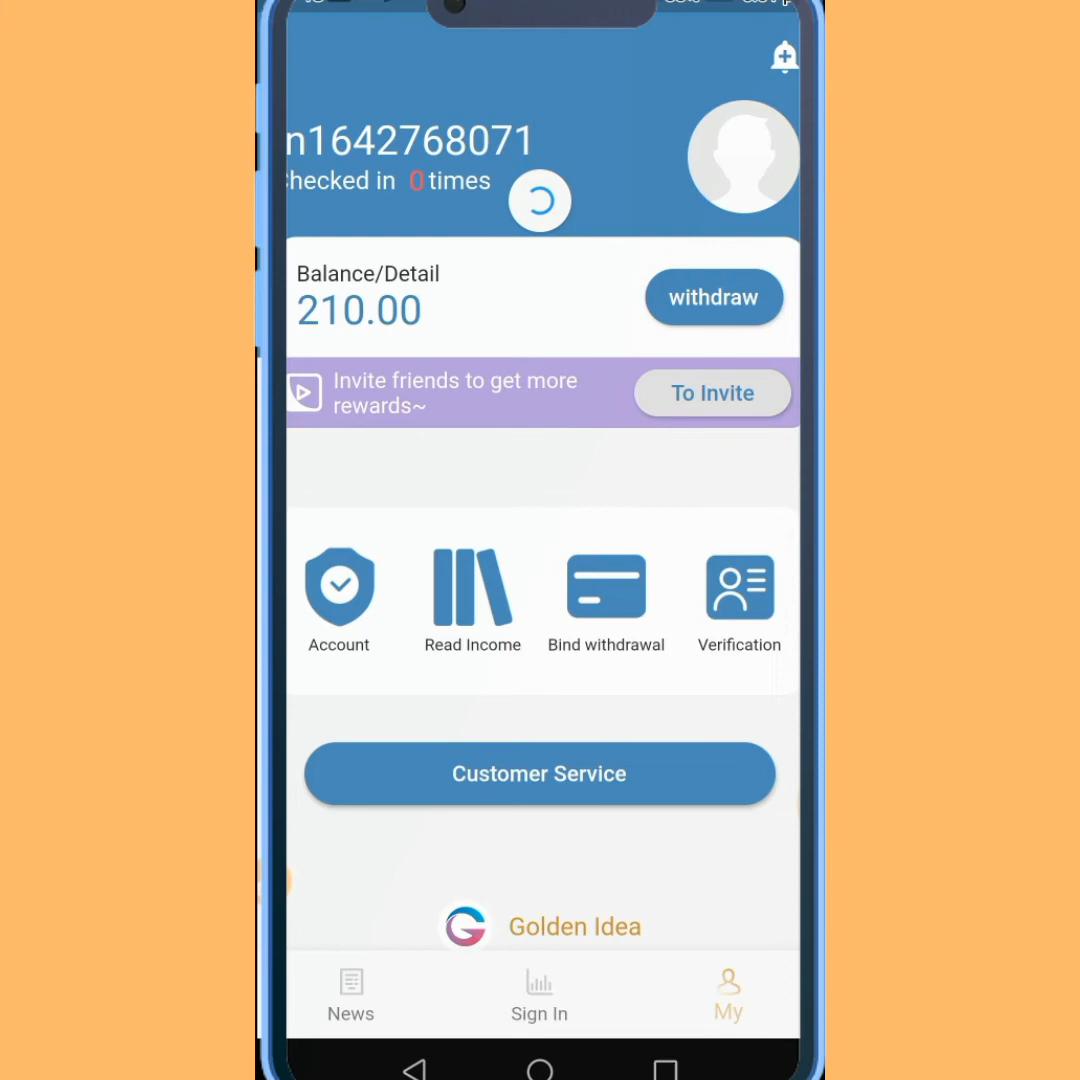 n1642768071
hecked in 0 times
Balance/Detail
210.00
withdraw
Invite friends to get more
rewards~
To Invite
Account
Read Income
Bind withdrawal
Verification
Customer Service
Golden Idea
News
Sign In
My